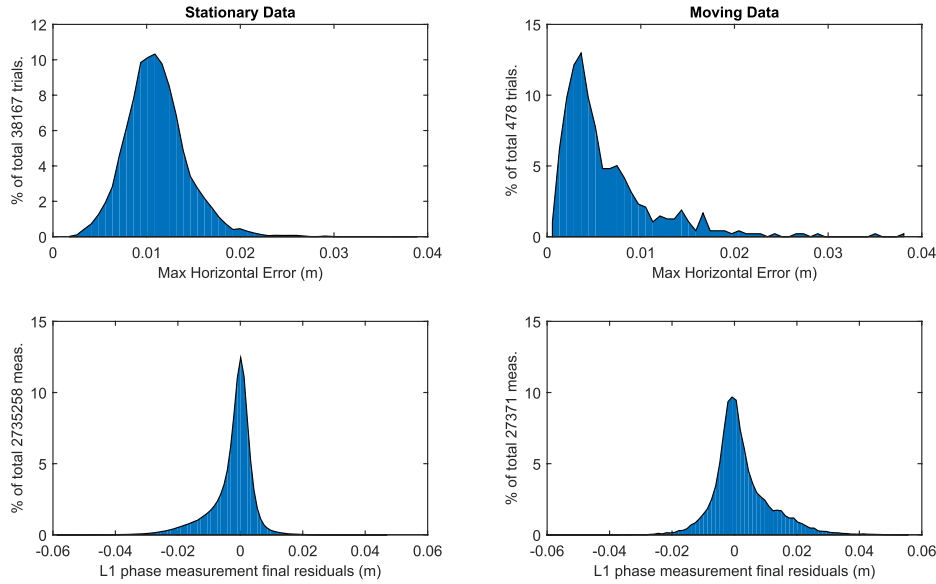 Stationary Data
% of total 38167 trials.
12
10
8
6
4
2
0
0 0.01 0.02 0.03 0.04
Max Horizontal Error (m)
Moving Data
% of total 478 trials.
15
10
5
0
0 0.01 0.02 0.03 0.04
Max Horizontal Error (m)
% of total 2735258 meas.
15
10
5
0
-0.06 -0.04 -0.02 0 0.02 0.04 0.06
L1 phase measurement final residuals (m)
% of total 27371 meas.
15
10
5
0
-0.06 -0.04 -0.02 0 0.02 0.04 0.06
L1 phase measurement final residuals (m)